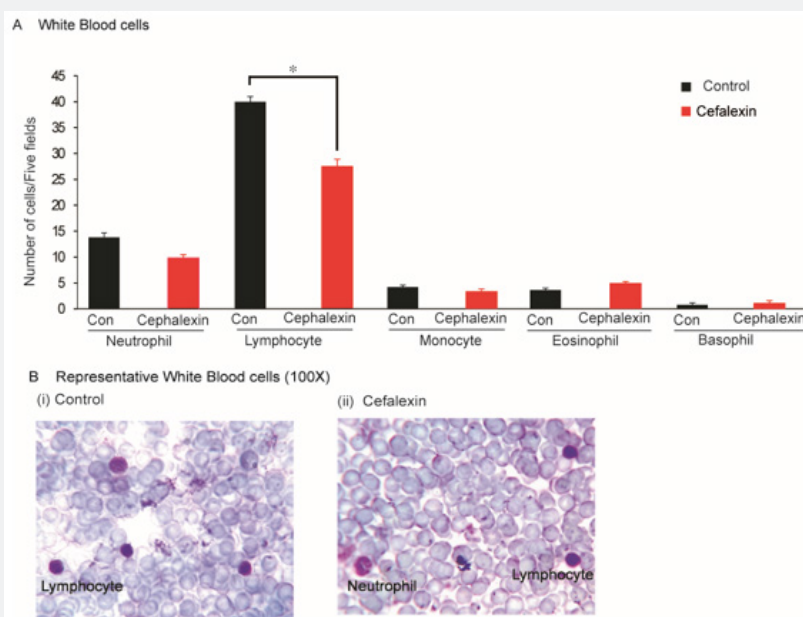 A White Blood cells
Number of cells/Five fields
45
40
35
30
25
20
15
10
5
0
*
Control
Cefalexin
Con Cephalexin Con Cephalexin Con Cephalexin Con Cephalexin Con Cephalexin
Neutrophil Lymphocyte Monocyte Eosinophil Basophil
B Representative White Blood cells (100X)
(i) Control (ii) Cefalexin
Lymphocyte Neutrophil Lymphocyte